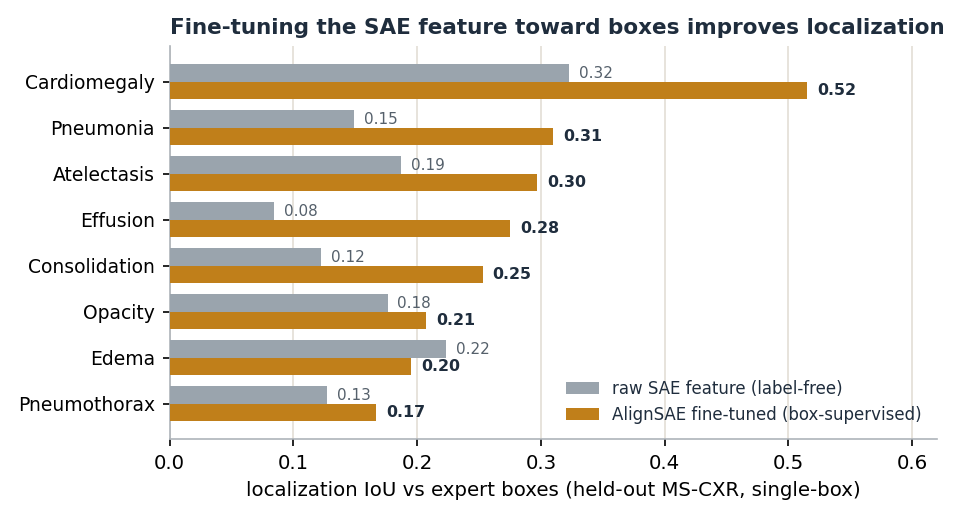 Fine-tuning the SAE feature toward boxes improves localization
Cardiomegaly
0.32
0.52
Pneumonia
0.15
0.31
Atelectasis
0.19
0.30
Effusion
0.08
0.28
Consolidation
0.12
0.25
Opacity
0.18
0.21
Edema
0.22
0.20
Pneumothorax
0.13
0.17
raw SAE feature (label-free)
AlignSAE fine-tuned (box-supervised)
0.0 0.1 0.2 0.3 0.4 0.5 0.6
localization IoU vs expert boxes (held-out MS-CXR, single-box)